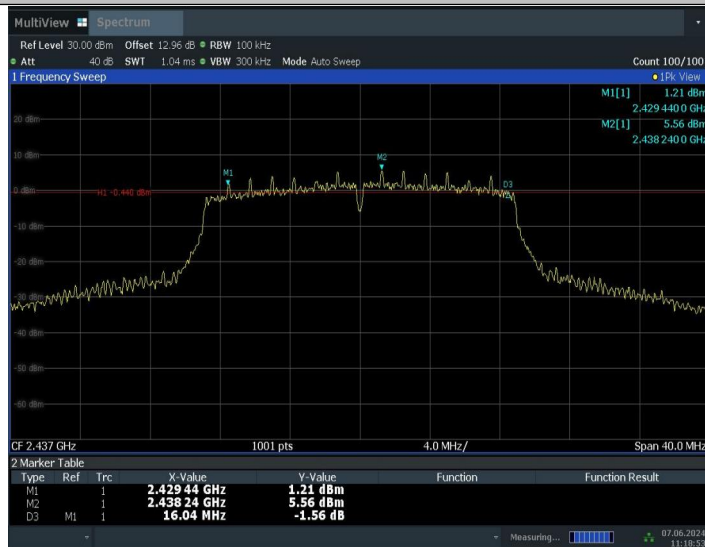 MultiView Spectrum
Ref Level 30.00 dBm Offset 12.96 dB RBW 100 kHz
Att 40 dB SWT 1.04 ms VBW 300 kHz Mode Auto Sweep Count 100/100
1 Frequency Sweep 1Pk View
M1[1] 1.21 dBm
2.429 440 0 GHz
20 dBm
M2[1] 5.56 dBm
2.438 240 0 GHz
10 dBm
M2
M1
D3
0 dBm
H1 -0.440 dBm
-10 dBm
-20 dBm
-30 dBm
-40 dBm
-50 dBm
-60 dBm
CF 2.437 GHz 1001 pts 4.0 MHz/ Span 40.0 MHz
2 Marker Table
Type Ref Trc X-Value Y-Value Function Function Result
M1 1 2.429 44 GHz 1.21 dBm
M2 1 2.438 24 GHz 5.56 dBm
D3 M1 1 16.04 MHz -1.56 dB
Measuring... 07.06.2024
11:18:53